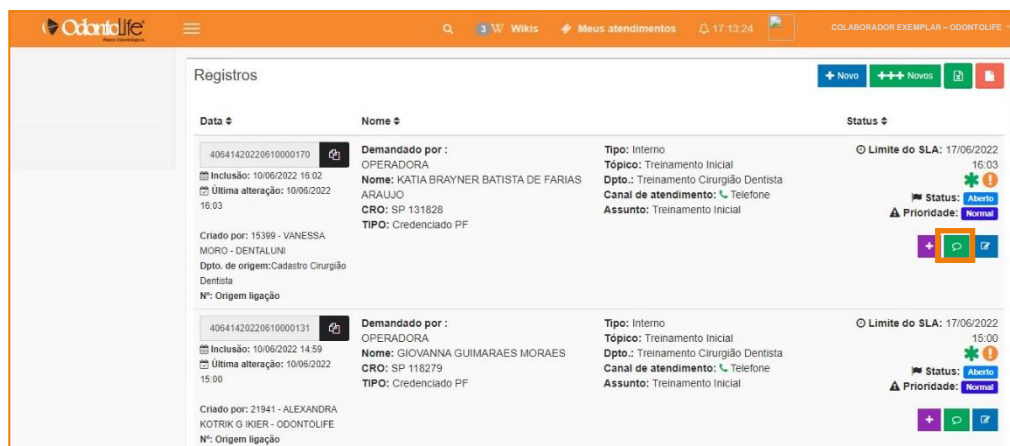 OdontoLife
Planos Odontológicos
3 W Wikis
Meus atendimentos
17:13:24
COLABORADOR EXEMPLAR – ODONTOLIFE
Registros
+ Novo
+++ Novos
Data
Nome
Status
40641420220610000170
Inclusão: 10/06/2022 16:02
Última alteração: 10/06/2022
16:03
Criado por: 15399 - VANESSA
MORO - DENTALUNI
Dpto. de origem:Cadastro Cirurgião
Dentista
Nº: Origem ligação
Demandado por :
OPERADORA
Nome: KATIA BRAYNER BATISTA DE FARIAS
ARAUJO
CRO: SP 131828
TIPO: Credenciado PF
Tipo: Interno
Tópico: Treinamento Inicial
Dpto.: Treinamento Cirurgião Dentista
Canal de atendimento: Telefone
Assunto: Treinamento Inicial
Limite do SLA: 17/06/2022
16:03
Status: Aberto
Prioridade: Normal
+
40641420220610000131
Inclusão: 10/06/2022 14:59
Última alteração: 10/06/2022
15:00
Criado por: 21941 - ALEXANDRA
KOTRIK G IKIER - ODONTOLIFE
Nº: Origem ligação
Demandado por :
OPERADORA
Nome: GIOVANNA GUIMARAES MORAES
CRO: SP 118279
TIPO: Credenciado PF
Tipo: Interno
Tópico: Treinamento Inicial
Dpto.: Treinamento Cirurgião Dentista
Canal de atendimento: Telefone
Assunto: Treinamento Inicial
Limite do SLA: 17/06/2022
15:00
Status: Aberto
Prioridade: Normal
+